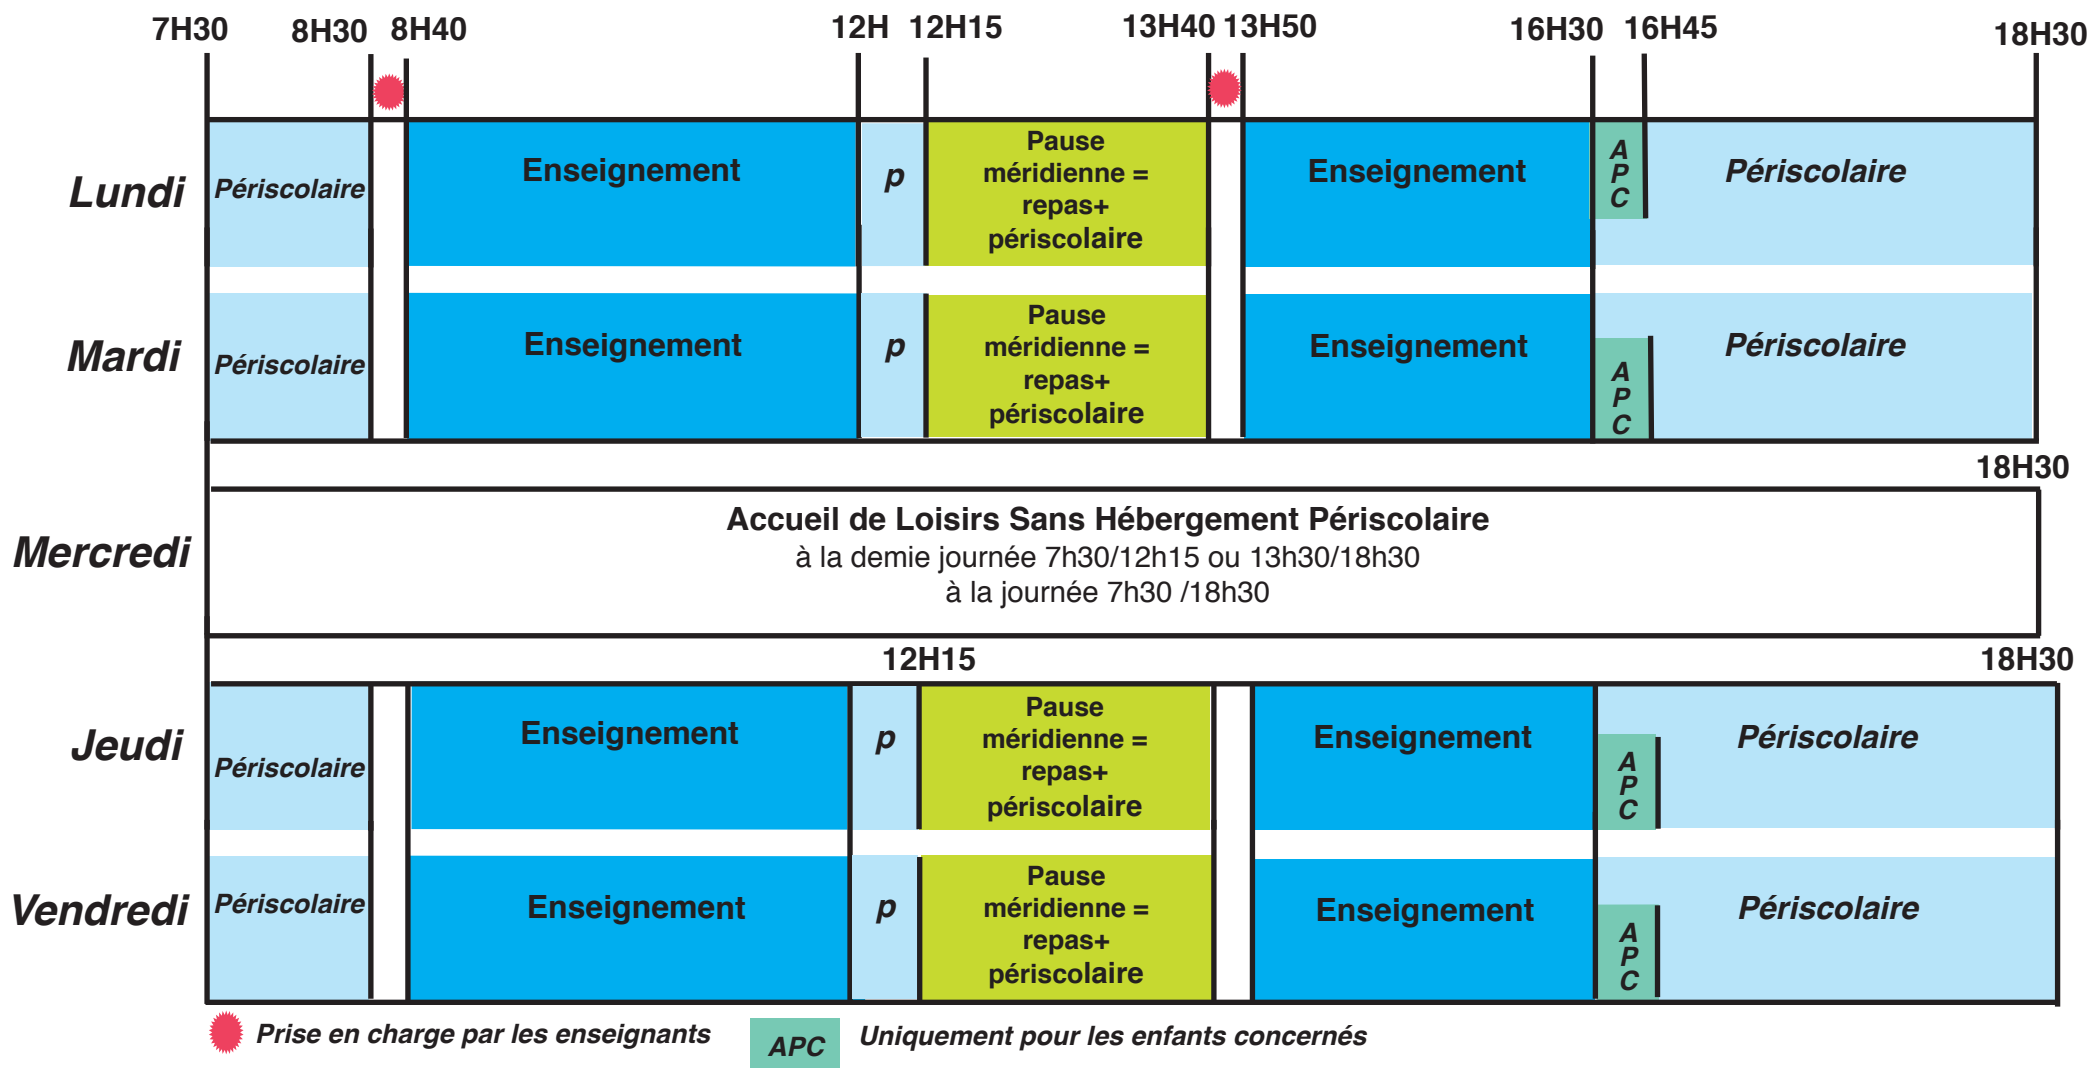 7H30 8H30 8H40 12H 12H15 13H40 13H50 16H30 16H45 18H30
Lundi
Périscolaire
Enseignement
p
Pause
méridienne =
repas+
périscolaire
Enseignement
A
P
C
Périscolaire
Mardi
Périscolaire
Enseignement
p
Pause
méridienne =
repas+
périscolaire
Enseignement
A
P
C
Périscolaire
18H30
Mercredi
Accueil de Loisirs Sans Hébergement Périscolaire
à la demie journée 7h30/12h15 ou 13h30/18h30
à la journée 7h30 /18h30
12H15 18H30
Jeudi
Périscolaire
Enseignement
p
Pause
méridienne =
repas+
périscolaire
Enseignement
A
P
C
Périscolaire
Vendredi
Périscolaire
Enseignement
p
Pause
méridienne =
repas+
périscolaire
Enseignement
A
P
C
Périscolaire
Prise en charge par les enseignants
APC Uniquement pour les enfants concernés